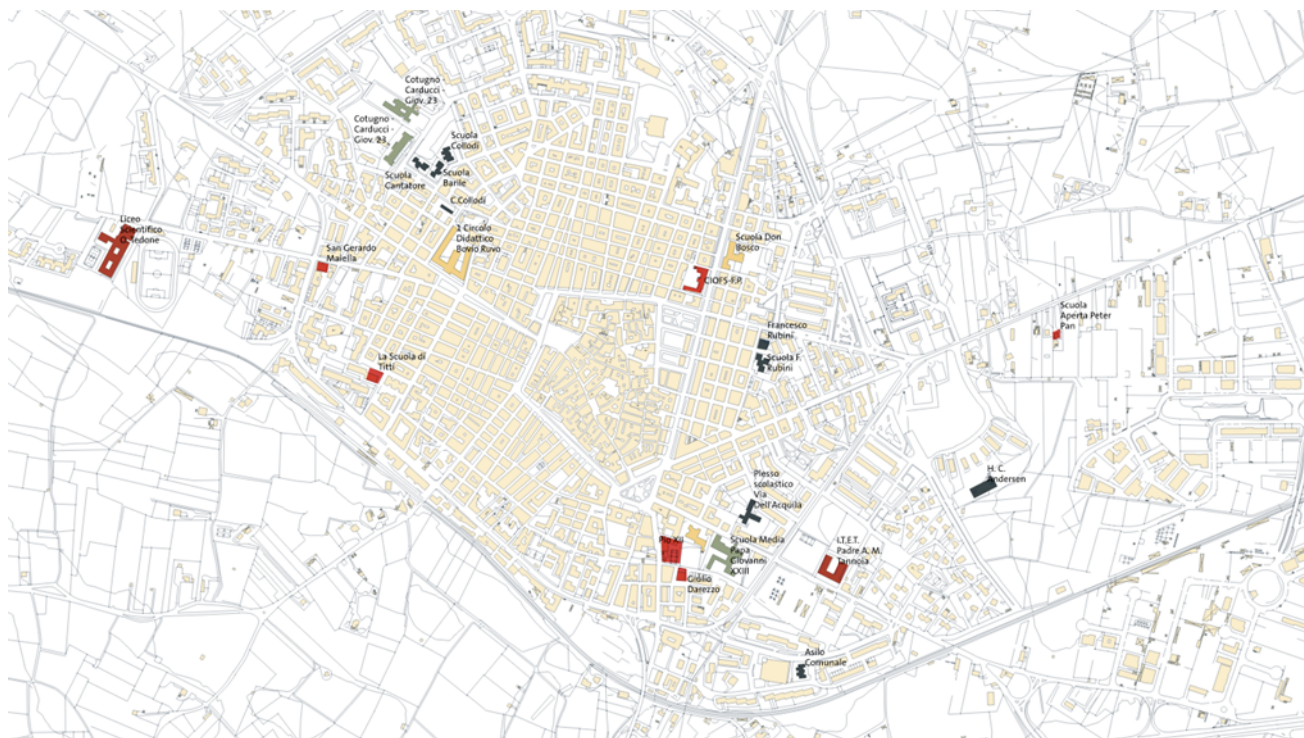 Cotugno
Carducci -
Giov. 23
Cotugno
Carducci -
Giov. 23
Scuola
Collodi
Scuola
Barile
Scuola
Cantatore
C.Collodi
1 Circolo
Didattico
Bovio Ruvo
Liceo
Scientifico
O. Tedone
San Gerardo
Maiella
Scuola Don
Bosco
CIOFS-F.P.
Francesco
Rubini
Scuola F.
Rubini
Scuola
Aperta Peter
Pan
La Scuola di
Titti
H. C.
Andersen
Plesso
scolastico
Via
Dell'Acquila
Pio XII
Scuola Media
Papa
Giovanni
XXIII
I.T.E.T.
Padre A. M.
Tannoia
Giulio
Darezzo
Asilo
Comunale